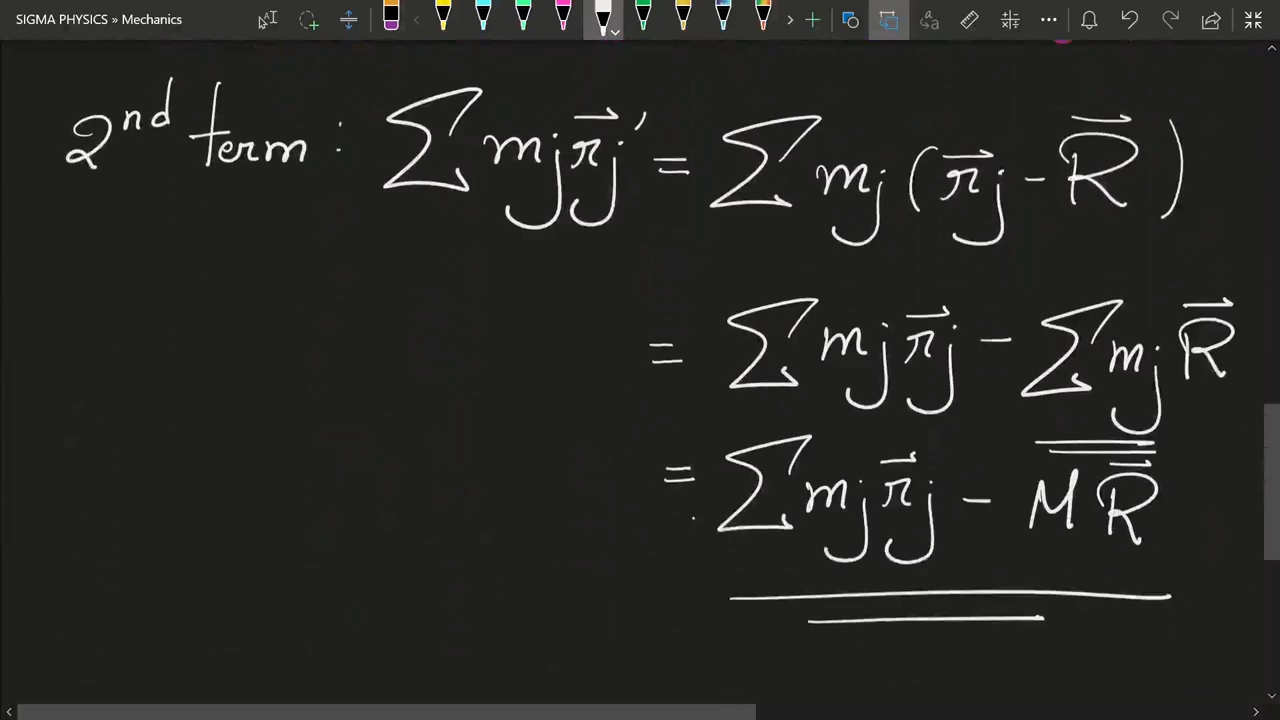 SIGMA PHYSICS » Mechanics
2nd term : ∑ mj r⃗j′ = ∑ mj ( r⃗j − R⃗ )
= ∑ mj r⃗j − ∑ mj R⃗
= ∑ mj r⃗j − M R⃗